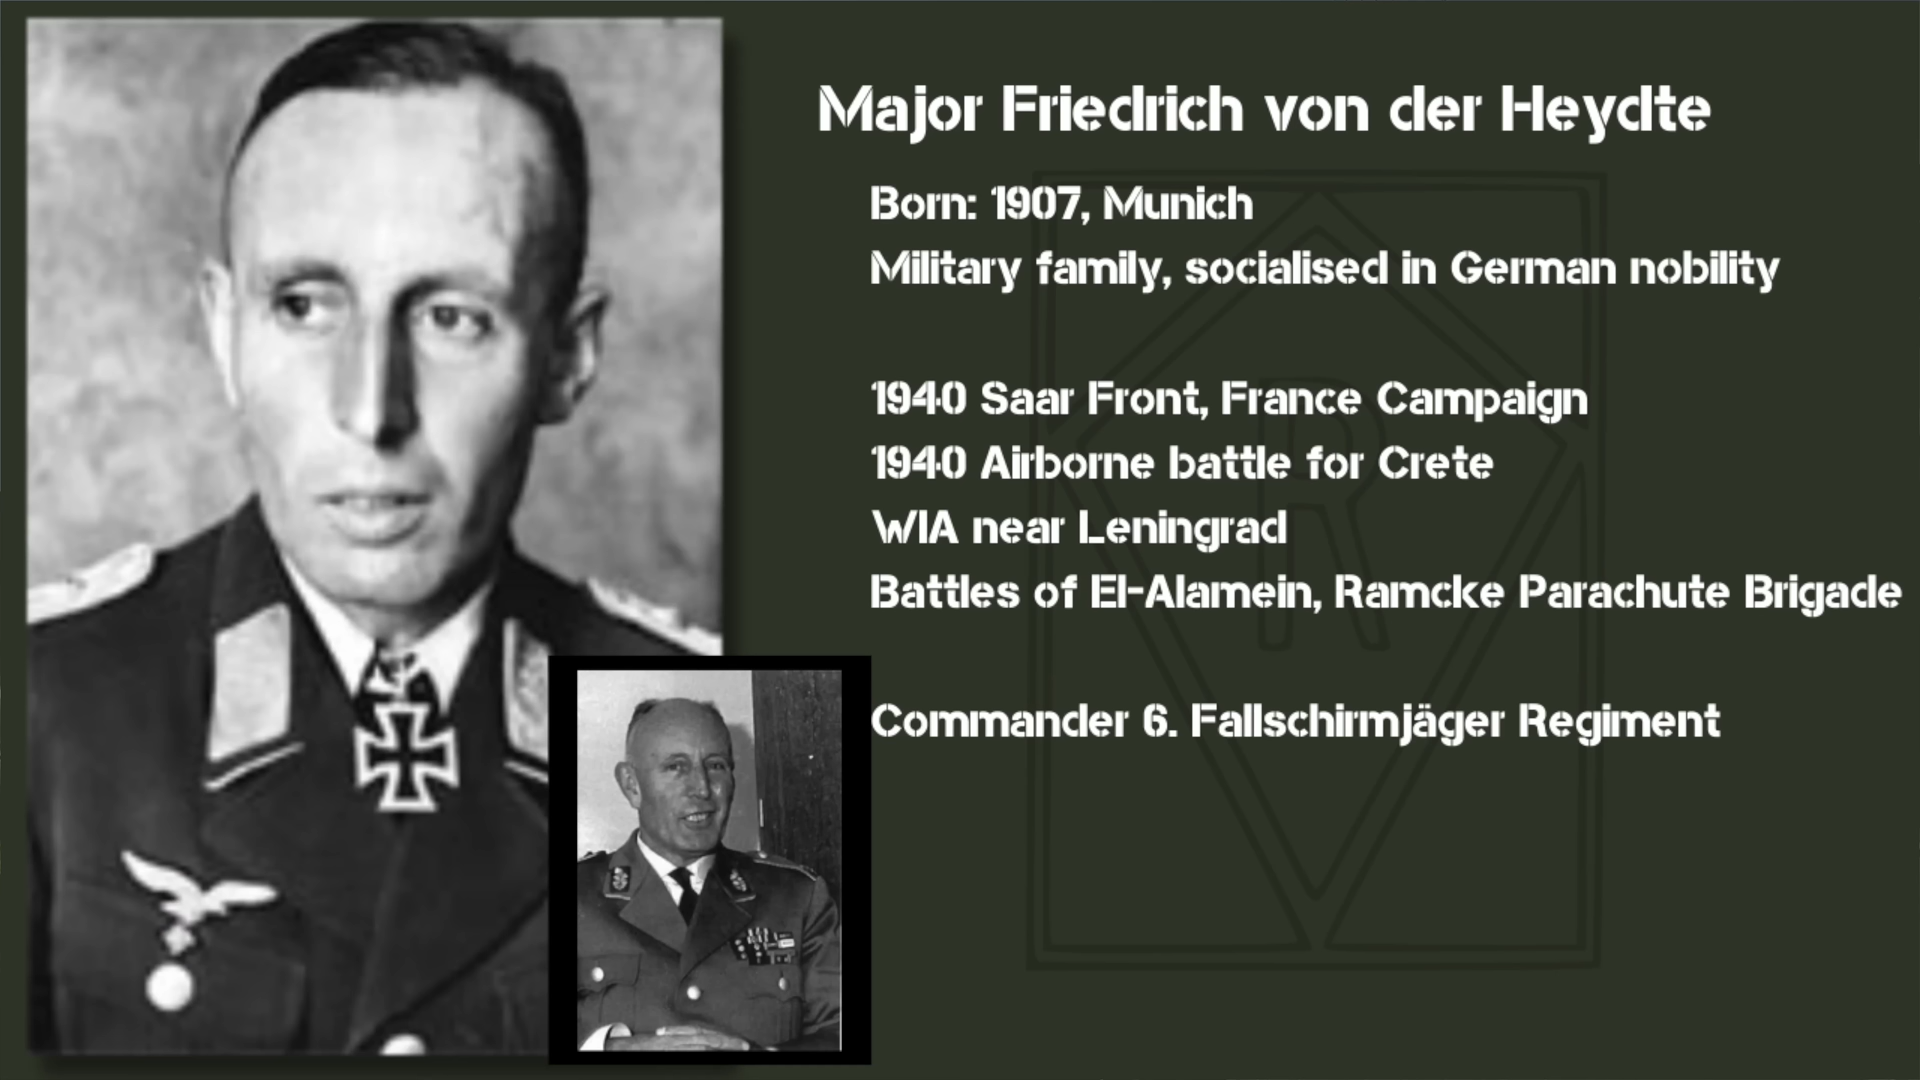 Major Friedrich von der Heydte
Born: 1907, Munich
Military family, socialised in German nobility
1940 Saar Front, France Campaign
1940 Airborne battle for Crete
WIA near Leningrad
Battles of El-Alamein, Ramcke Parachute Brigade
Commander 6. Fallschirmjäger Regiment
R